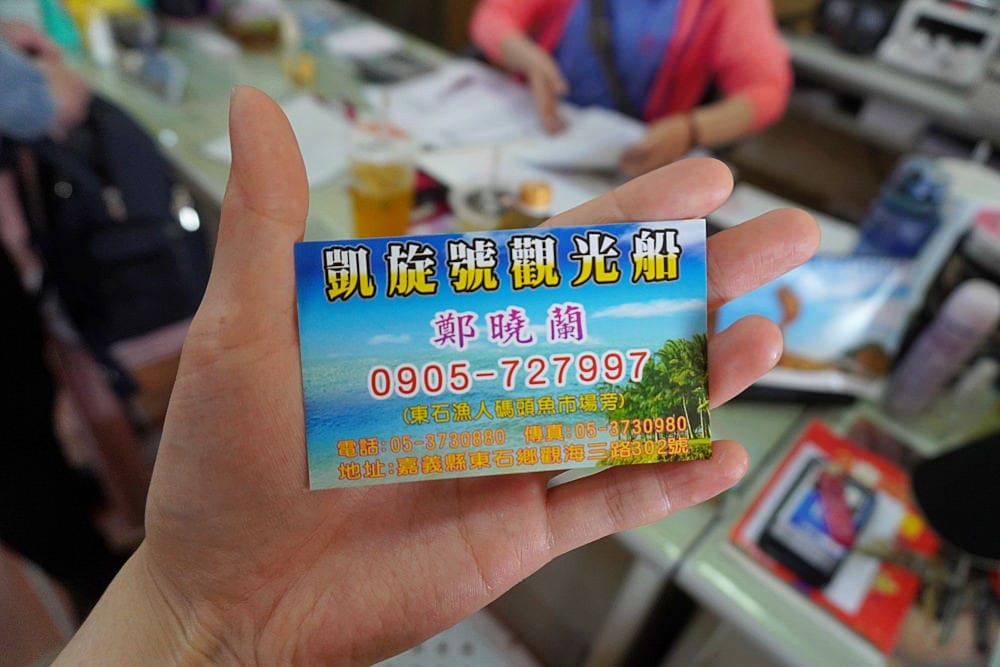 凱旋號觀光船
鄭曉蘭
0905-727997
(東石漁人碼頭魚市場旁)
電話:05-3730880 傳真:05-3730980
地址:嘉義縣東石鄉觀海三路302號